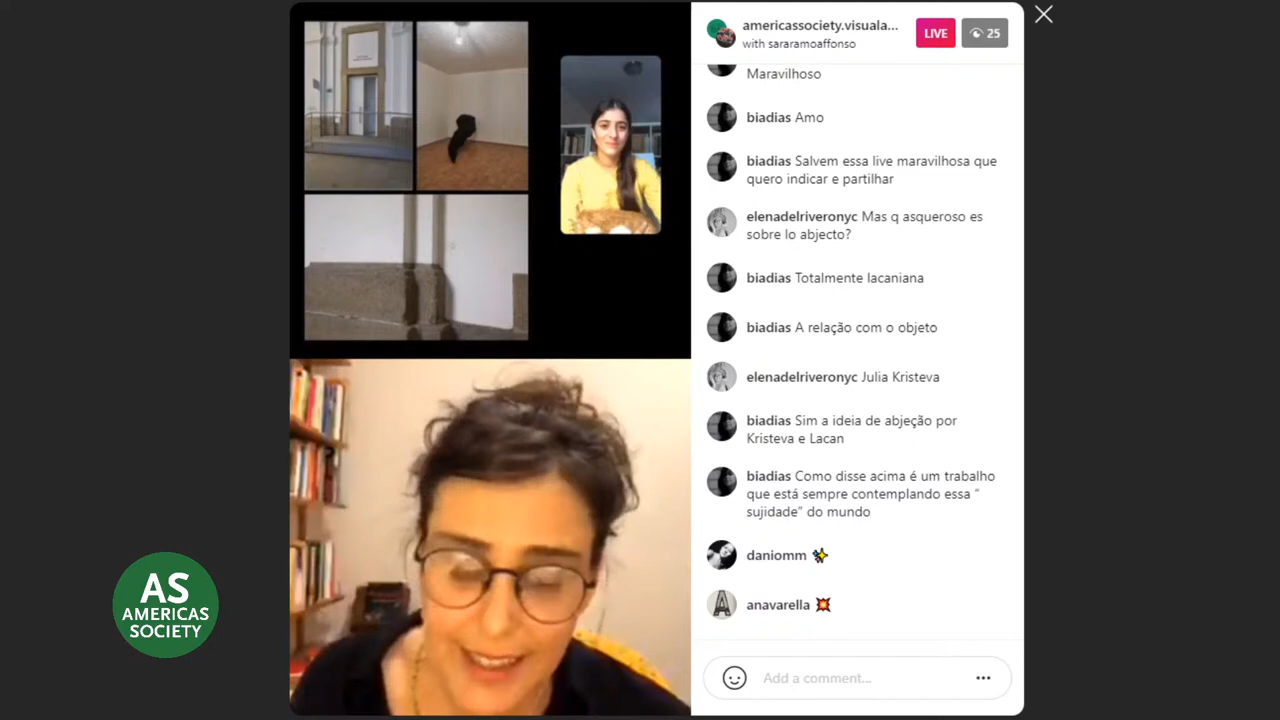 americassociety.visuala...
with sararamoaffonso
LIVE
25
Maravilhoso
biadias Amo
biadias Salvem essa live maravilhosa que
quero indicar e partilhar
elenadelriveronyc Mas q asqueroso es
sobre lo abjecto?
biadias Totalmente lacaniana
biadias A relação com o objeto
elenadelriveronyc Julia Kristeva
biadias Sim a ideia de abjeção por
Kristeva e Lacan
biadias Como disse acima é um trabalho
que está sempre contemplando essa “
sujidade” do mundo
daniomm ✨
anavarella 💥
Add a comment...
AS
AMERICAS
SOCIETY